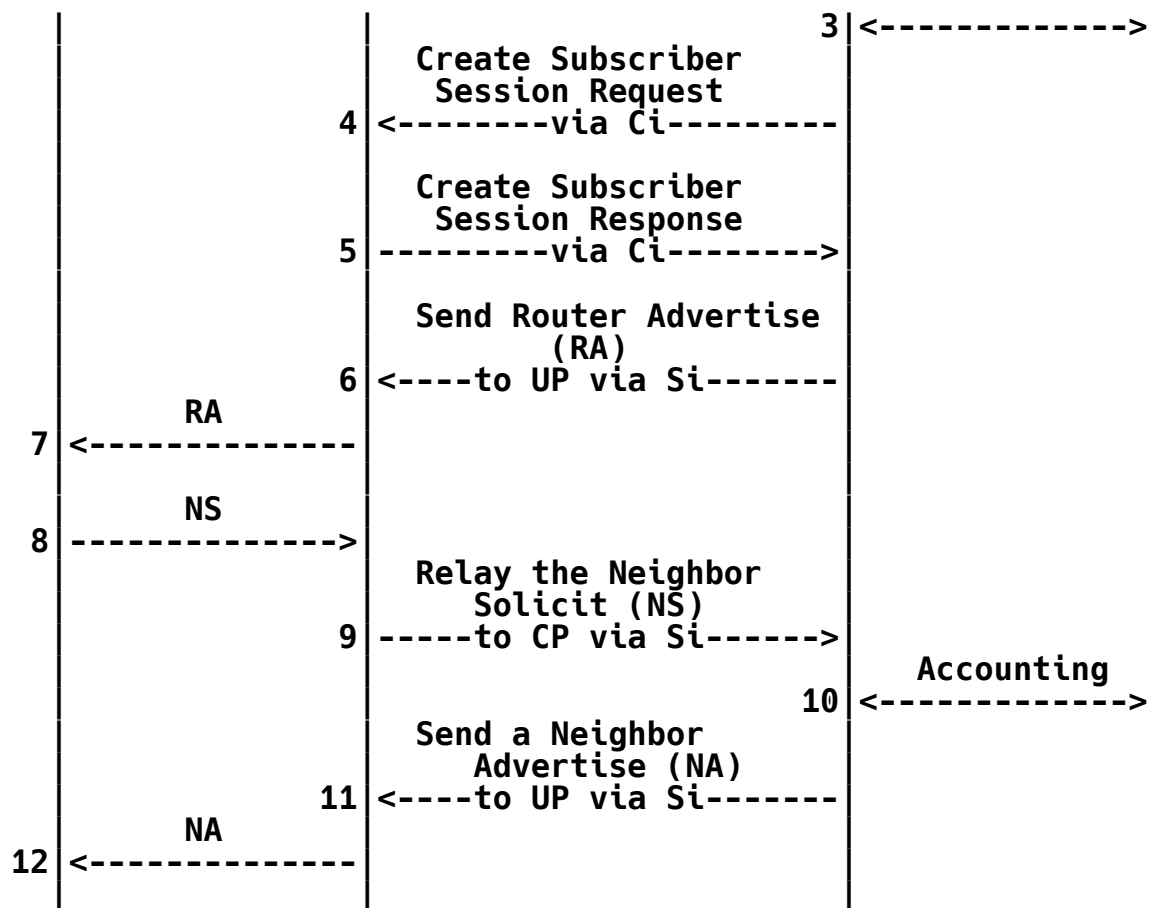 3 <------------->
Create Subscriber
Session Request
4 <--------via Ci---------
Create Subscriber
Session Response
5 ---------via Ci-------->
Send Router Advertise
(RA)
6 <----to UP via Si-------
RA
7 <--------------
NS
8 -------------->
Relay the Neighbor
Solicit (NS)
9 -----to CP via Si------>
Accounting
10 <------------->
Send a Neighbor
Advertise (NA)
11 <----to UP via Si-------
NA
12 <--------------